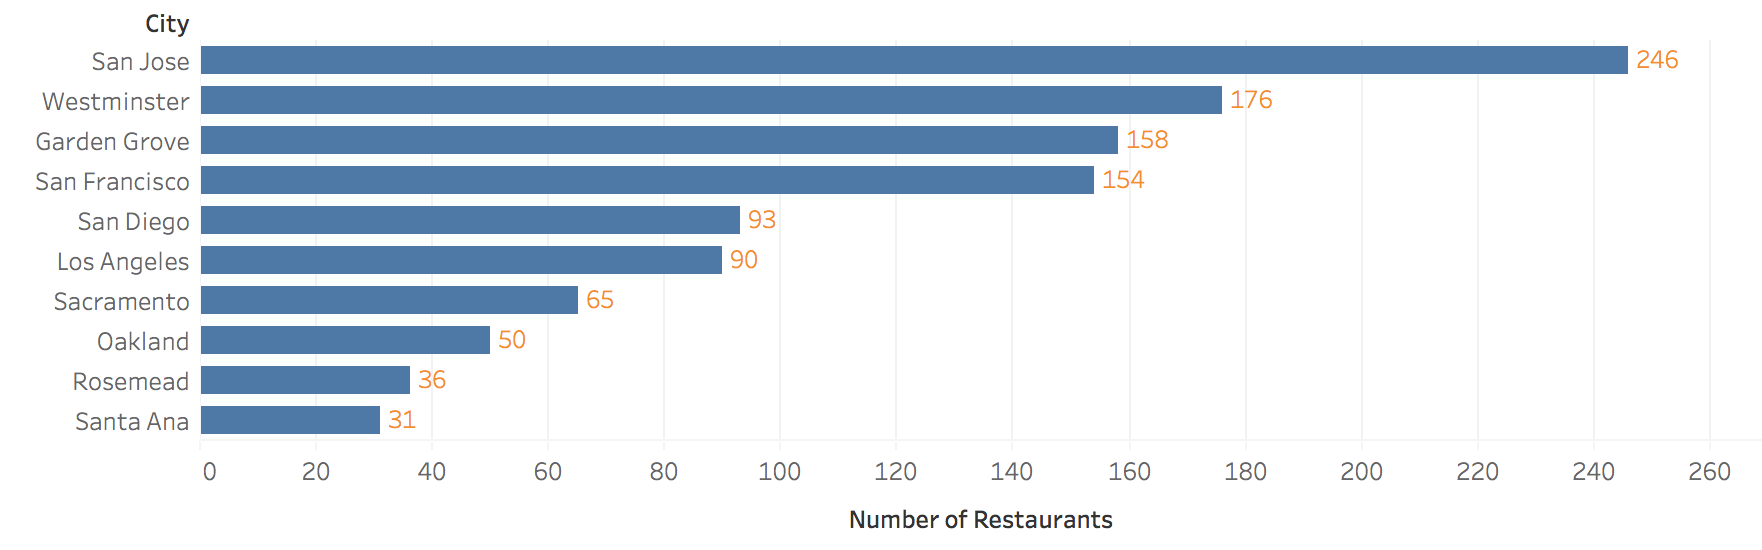 City
San Jose 246
Westminster 176
Garden Grove 158
San Francisco 154
San Diego 93
Los Angeles 90
Sacramento 65
Oakland 50
Rosemead 36
Santa Ana 31
0 20 40 60 80 100 120 140 160 180 200 220 240 260
Number of Restaurants